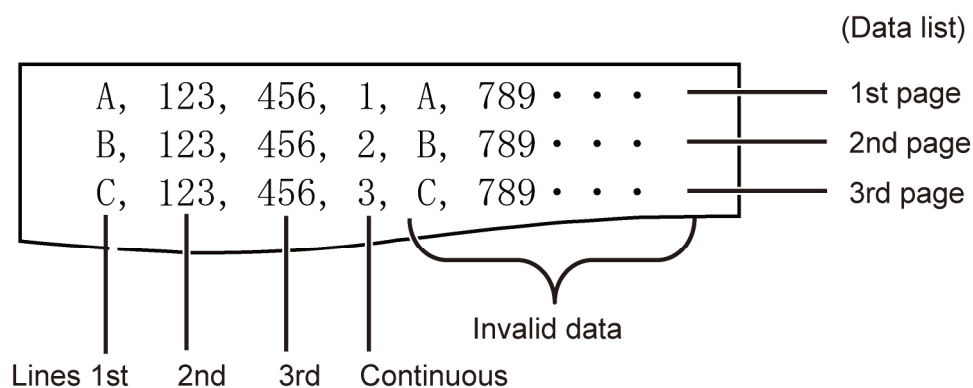 (Data list)
A, 123, 456, 1, A, 789・・・ 1st page
B, 123, 456, 2, B, 789・・・ 2nd page
C, 123, 456, 3, C, 789・・・ 3rd page
Invalid data
Lines 1st 2nd 3rd Continuous